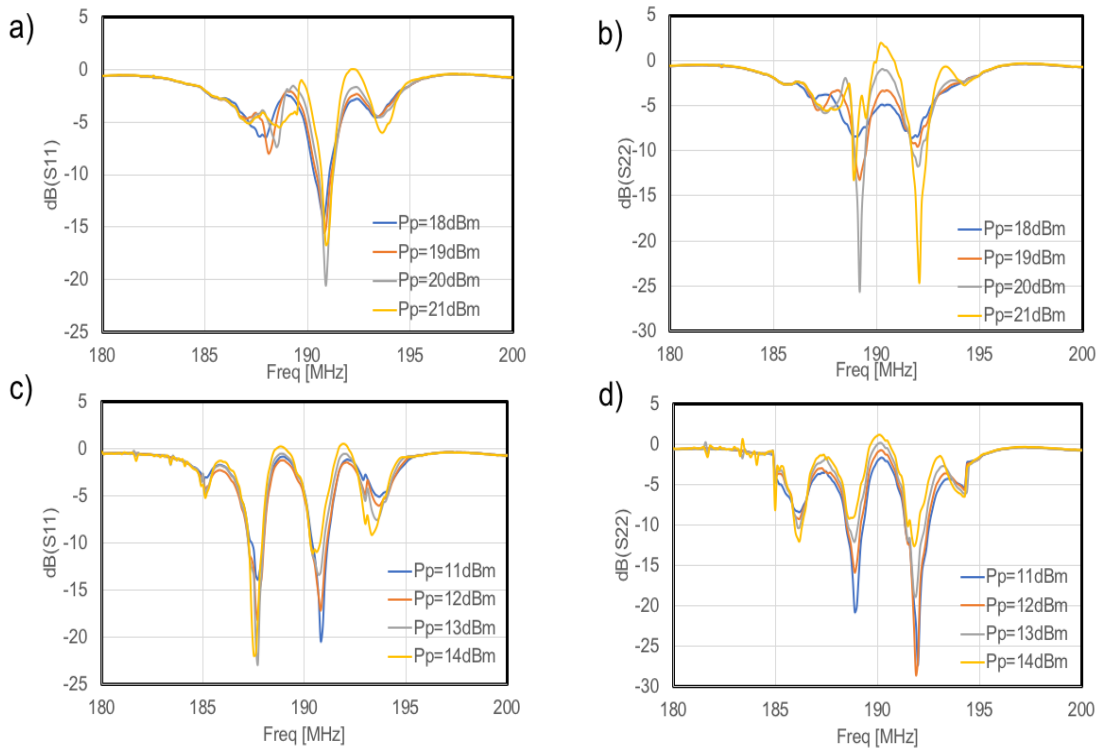 a)
5
0
-5
-10
-15
-20
-25
dB(S11)
Pp=18dBm
Pp=19dBm
Pp=20dBm
Pp=21dBm
180 185 190 195 200
Freq [MHz]
b)
5
0
-5
-10
-15
-20
-25
-30
dB(S22)
Pp=18dBm
Pp=19dBm
Pp=20dBm
Pp=21dBm
180 185 190 195 200
Freq [MHz]
c)
5
0
-5
-10
-15
-20
-25
dB(S11)
Pp=11dBm
Pp=12dBm
Pp=13dBm
Pp=14dBm
180 185 190 195 200
Freq [MHz]
d)
5
0
-5
-10
-15
-20
-25
-30
dB(S22)
Pp=11dBm
Pp=12dBm
Pp=13dBm
Pp=14dBm
180 185 190 195 200
Freq [MHz]